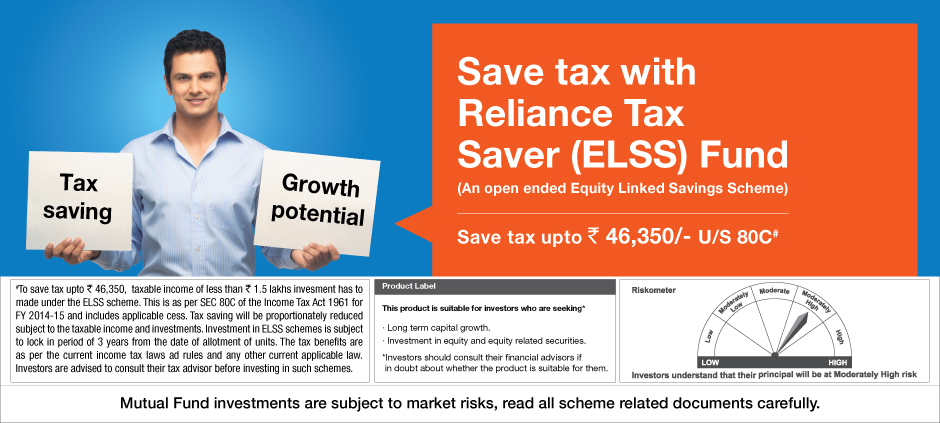 Tax
saving
Growth
potential
Save tax with
Reliance Tax
Saver (ELSS) Fund
(An open ended Equity Linked Savings Scheme)
Save tax upto ₹ 46,350/- U/S 80C#
#To save tax upto ₹ 46,350, taxable income of less than ₹ 1.5 lakhs invesment has to
made under the ELSS scheme. This is as per SEC 80C of the Income Tax Act 1961 for
FY 2014-15 and includes applicable cess. Tax saving will be proportionately reduced
subject to the taxable income and investments. Investment in ELSS schemes is subject
to lock in period of 3 years from the date of allotment of units. The tax benefits are
as per the current income tax laws ad rules and any other current applicable law.
Investors are advised to consult their tax advisor before investing in such schemes.
Product Label
This product is suitable for investors who are seeking*
· Long term capital growth.
· Investment in equity and equity related securities.
*Investors should consult their financial advisors if
in doubt about whether the product is suitable for them.
Riskometer
Low
Moderately
Low
Moderate
Moderately
High
High
LOW
HIGH
Investors understand that their principal will be at Moderately High risk
Mutual Fund investments are subject to market risks, read all scheme related documents carefully.